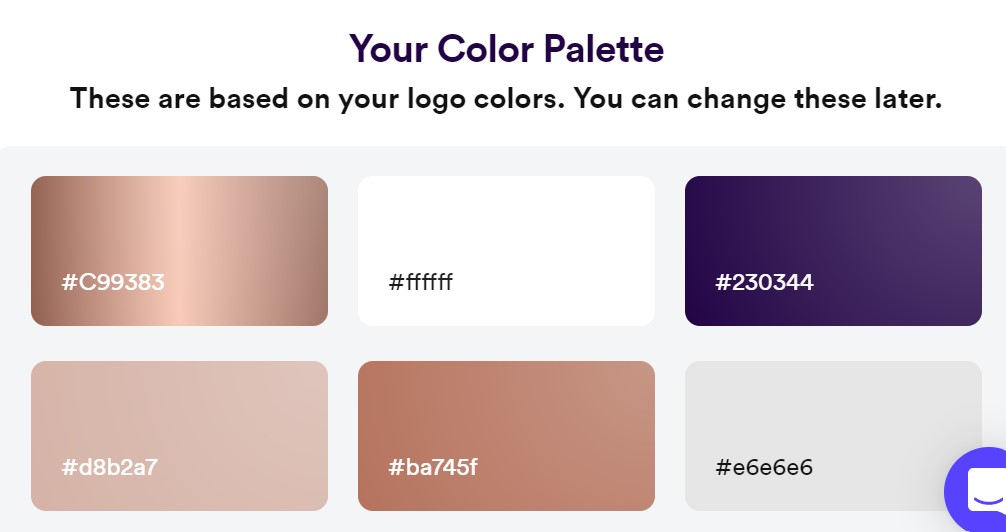 Your Color Palette
These are based on your logo colors. You can change these later.
#C99383
#ffffff
#230344
#d8b2a7
#ba745f
#e6e6e6